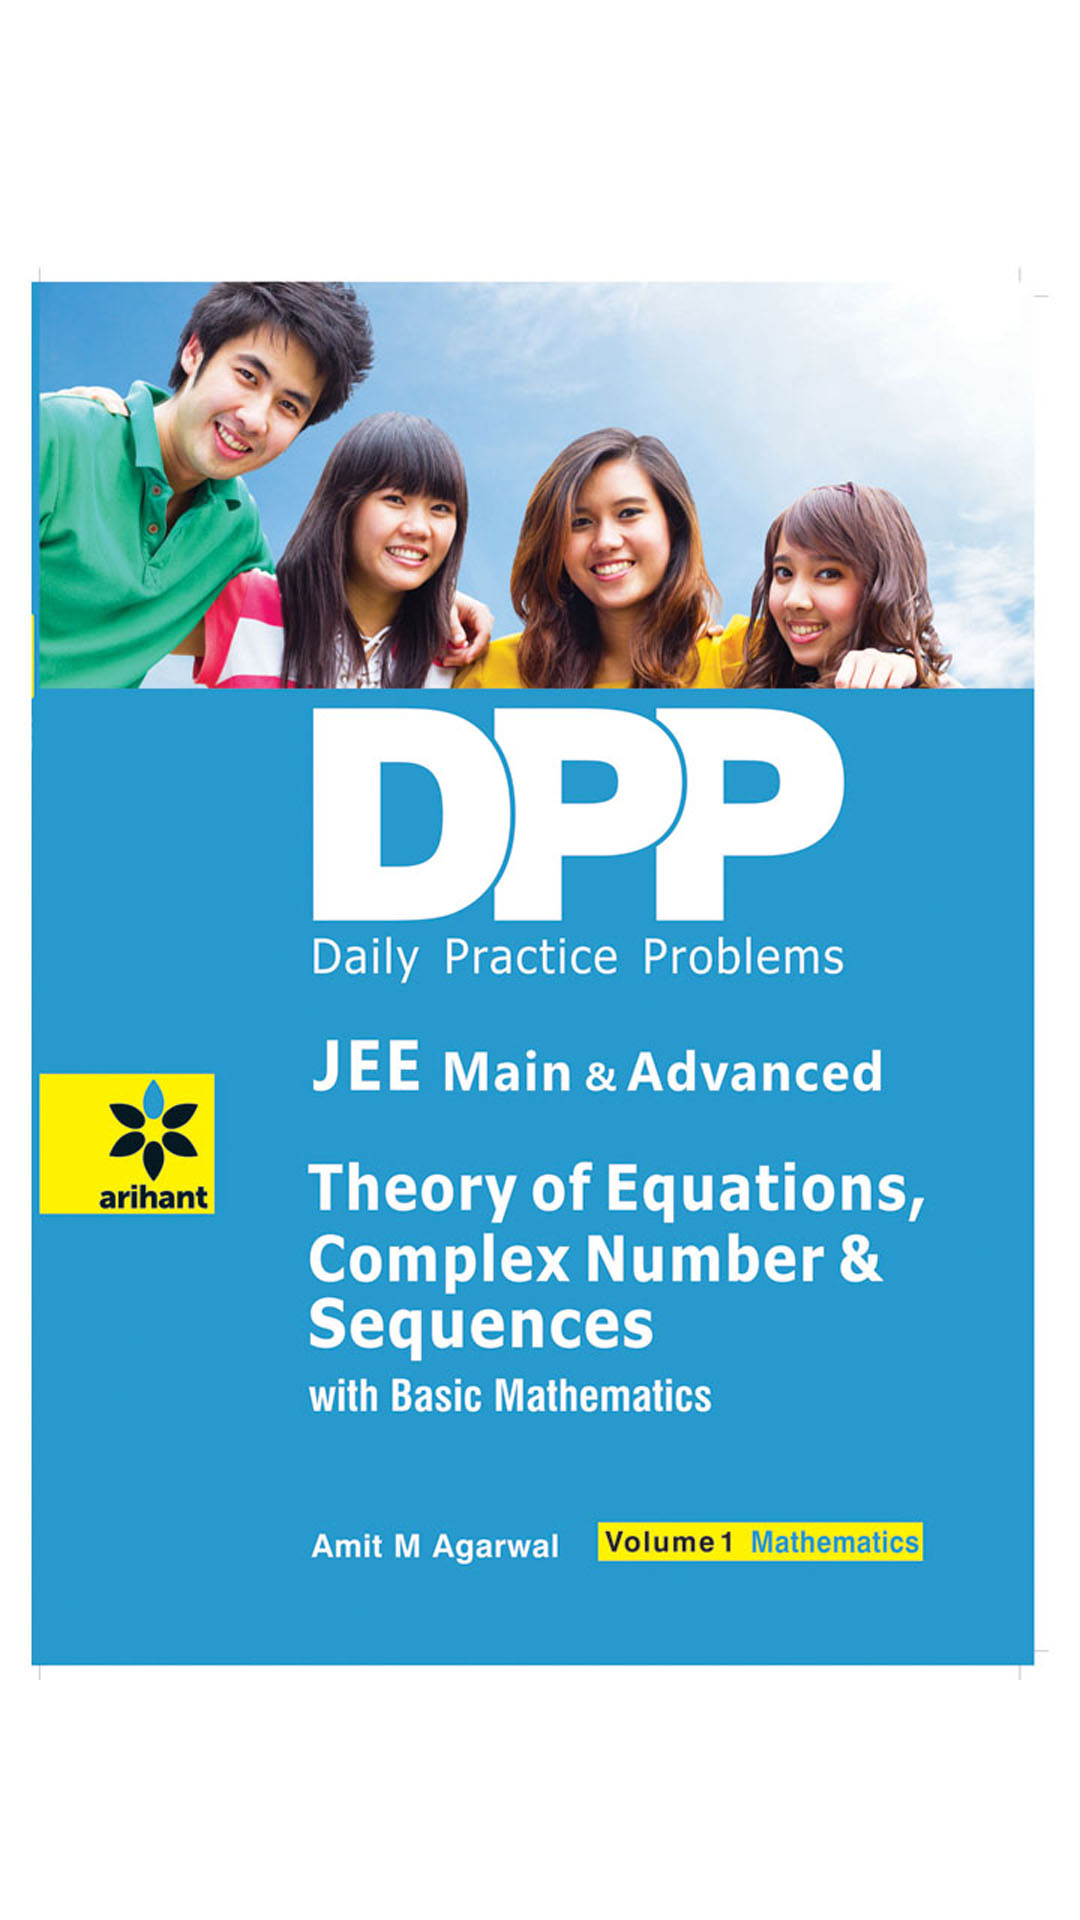 DPP
Daily Practice Problems
JEE Main & Advanced
arihant
Theory of Equations,
Complex Number &
Sequences
with Basic Mathematics
Amit M Agarwal
Volume 1 Mathematics